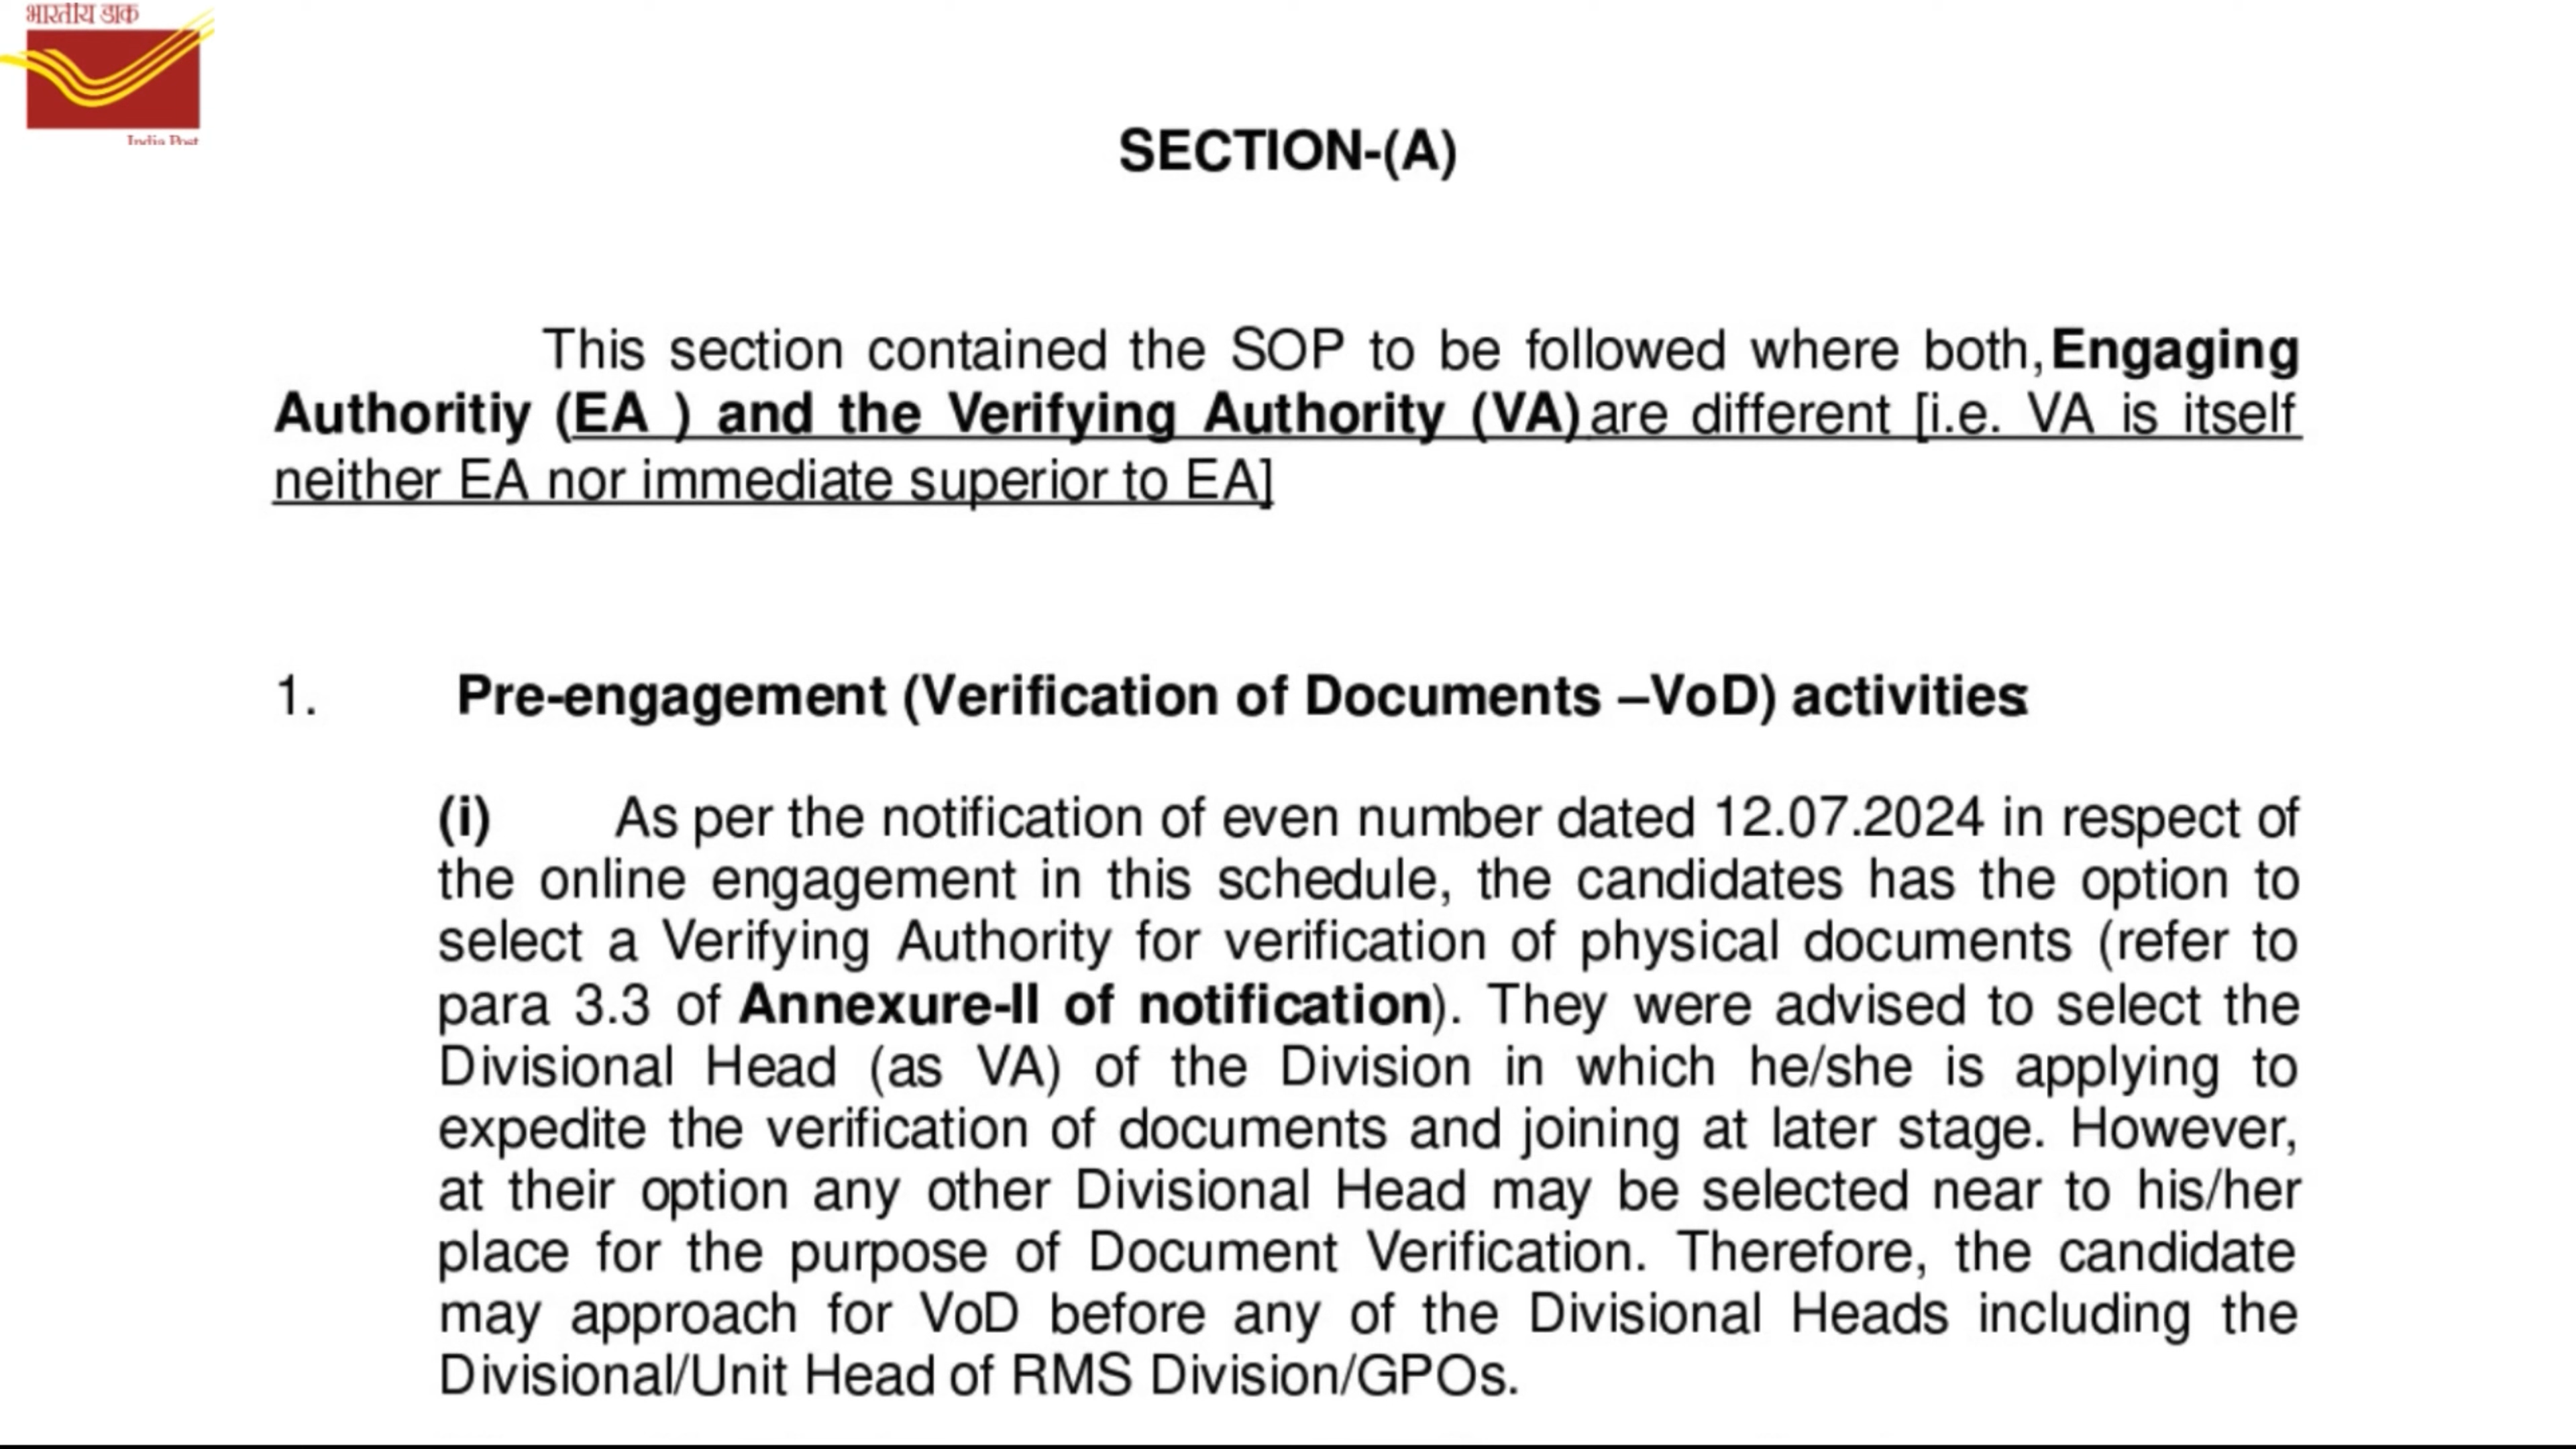 भारतीय डाक
India Post
SECTION-(A)
This section contained the SOP to be followed where both,Engaging
Authoritiy (EA ) and the Verifying Authority (VA) are different [i.e. VA is itself
neither EA nor immediate superior to EA]
1. Pre-engagement (Verification of Documents –VoD) activities:
(i) As per the notification of even number dated 12.07.2024 in respect of
the online engagement in this schedule, the candidates has the option to
select a Verifying Authority for verification of physical documents (refer to
para 3.3 of Annexure-II of notification). They were advised to select the
Divisional Head (as VA) of the Division in which he/she is applying to
expedite the verification of documents and joining at later stage. However,
at their option any other Divisional Head may be selected near to his/her
place for the purpose of Document Verification. Therefore, the candidate
may approach for VoD before any of the Divisional Heads including the
Divisional/Unit Head of RMS Division/GPOs.